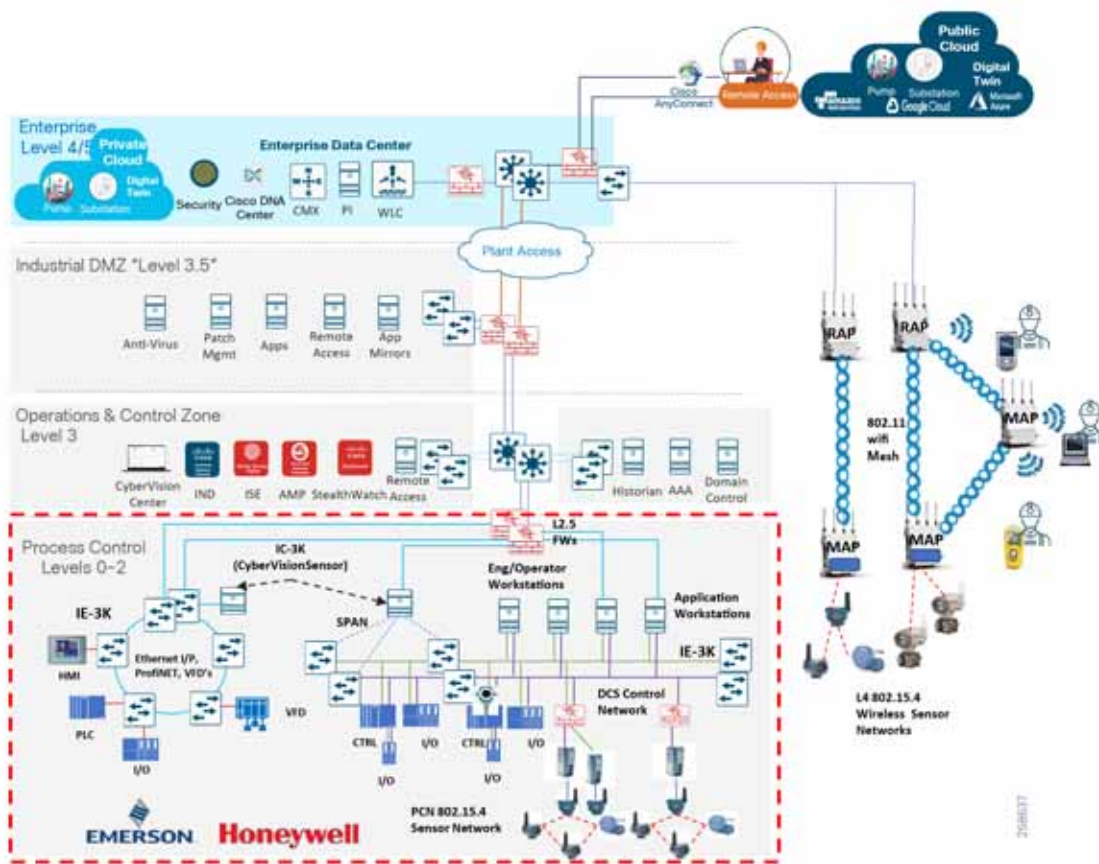 Public
Cloud
Pump
Substation
Digital
Twin
Google Cloud
Microsoft
Azure
Cisco
AnyConnect
Remote Access
Enterprise
Level 4/5
Private
Cloud
Pump
Substation
Digital
Twin
Enterprise Data Center
Security
Cisco DNA
Center
CMX
PI
WLC
Plant Access
Industrial DMZ "Level 3.5"
Anti-Virus
Patch
Mgmt
Apps
Remote
Access
App
Mirrors
RAP
RAP
MAP
802.11
wifi
Mesh
MAP
MAP
Operations & Control Zone
Level 3
CyberVision
Center
IND
ISE
AMP
StealthWatch
Remote
Access
Historian
AAA
Domain
Control
L2.5
FWs
Process Control
Levels 0-2
IC-3K
(CyberVisionSensor)
Eng/Operator
Workstations
Application
Workstations
IE-3K
SPAN
IE-3K
HMI
Ethernet I/P,
ProfiNET, VFD's
PLC
VFD
I/O
CTRL
I/O
CTRL
I/O
I/O
I/O
DCS Control
Network
PCN 802.15.4
Sensor Network
L4 802.15.4
Wireless Sensor
Networks
EMERSON
Honeywell
258637